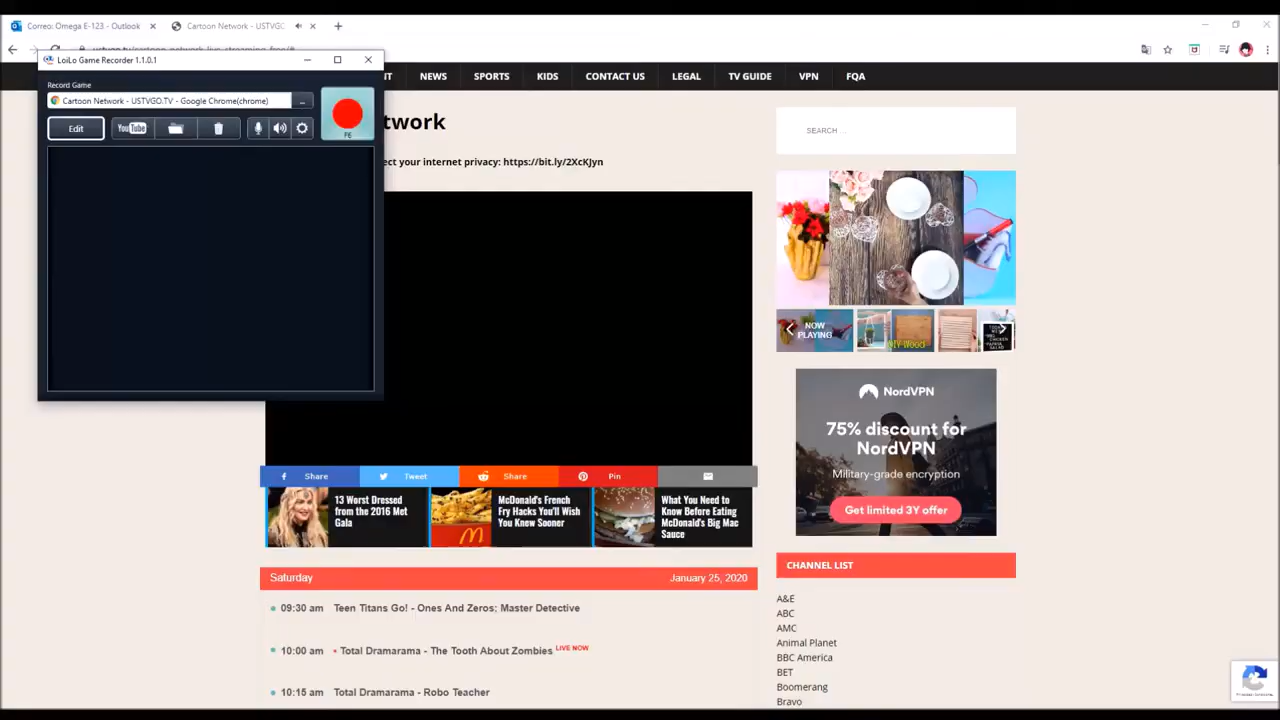 Correo: Omega E-123 - Outlook
Cartoon Network - USTVGO
LoiLo Game Recorder 1.1.0.1
Record Game
Cartoon Network - USTVGO.TV - Google Chrome(chrome)
...
Edit
YouTube
F6
NEWS
SPORTS
KIDS
CONTACT US
LEGAL
TV GUIDE
VPN
FQA
twork
ect your internet privacy: https://bit.ly/2XcKJyn
SEARCH ...
NOW PLAYING
DIY Wood
NordVPN
75% discount for
NordVPN
Military-grade encryption
Get limited 3Y offer
Share
Tweet
Share
Pin
13 Worst Dressed
from the 2016 Met
Gala
McDonald's French
Fry Hacks You'll Wish
You Knew Sooner
What You Need to
Know Before Eating
McDonald's Big Mac
Sauce
Saturday
January 25, 2020
09:30 am Teen Titans Go! - Ones And Zeros; Master Detective
10:00 am Total Dramarama - The Tooth About Zombies LIVE NOW
10:15 am Total Dramarama - Robo Teacher
CHANNEL LIST
A&E
ABC
AMC
Animal Planet
BBC America
BET
Boomerang
Bravo